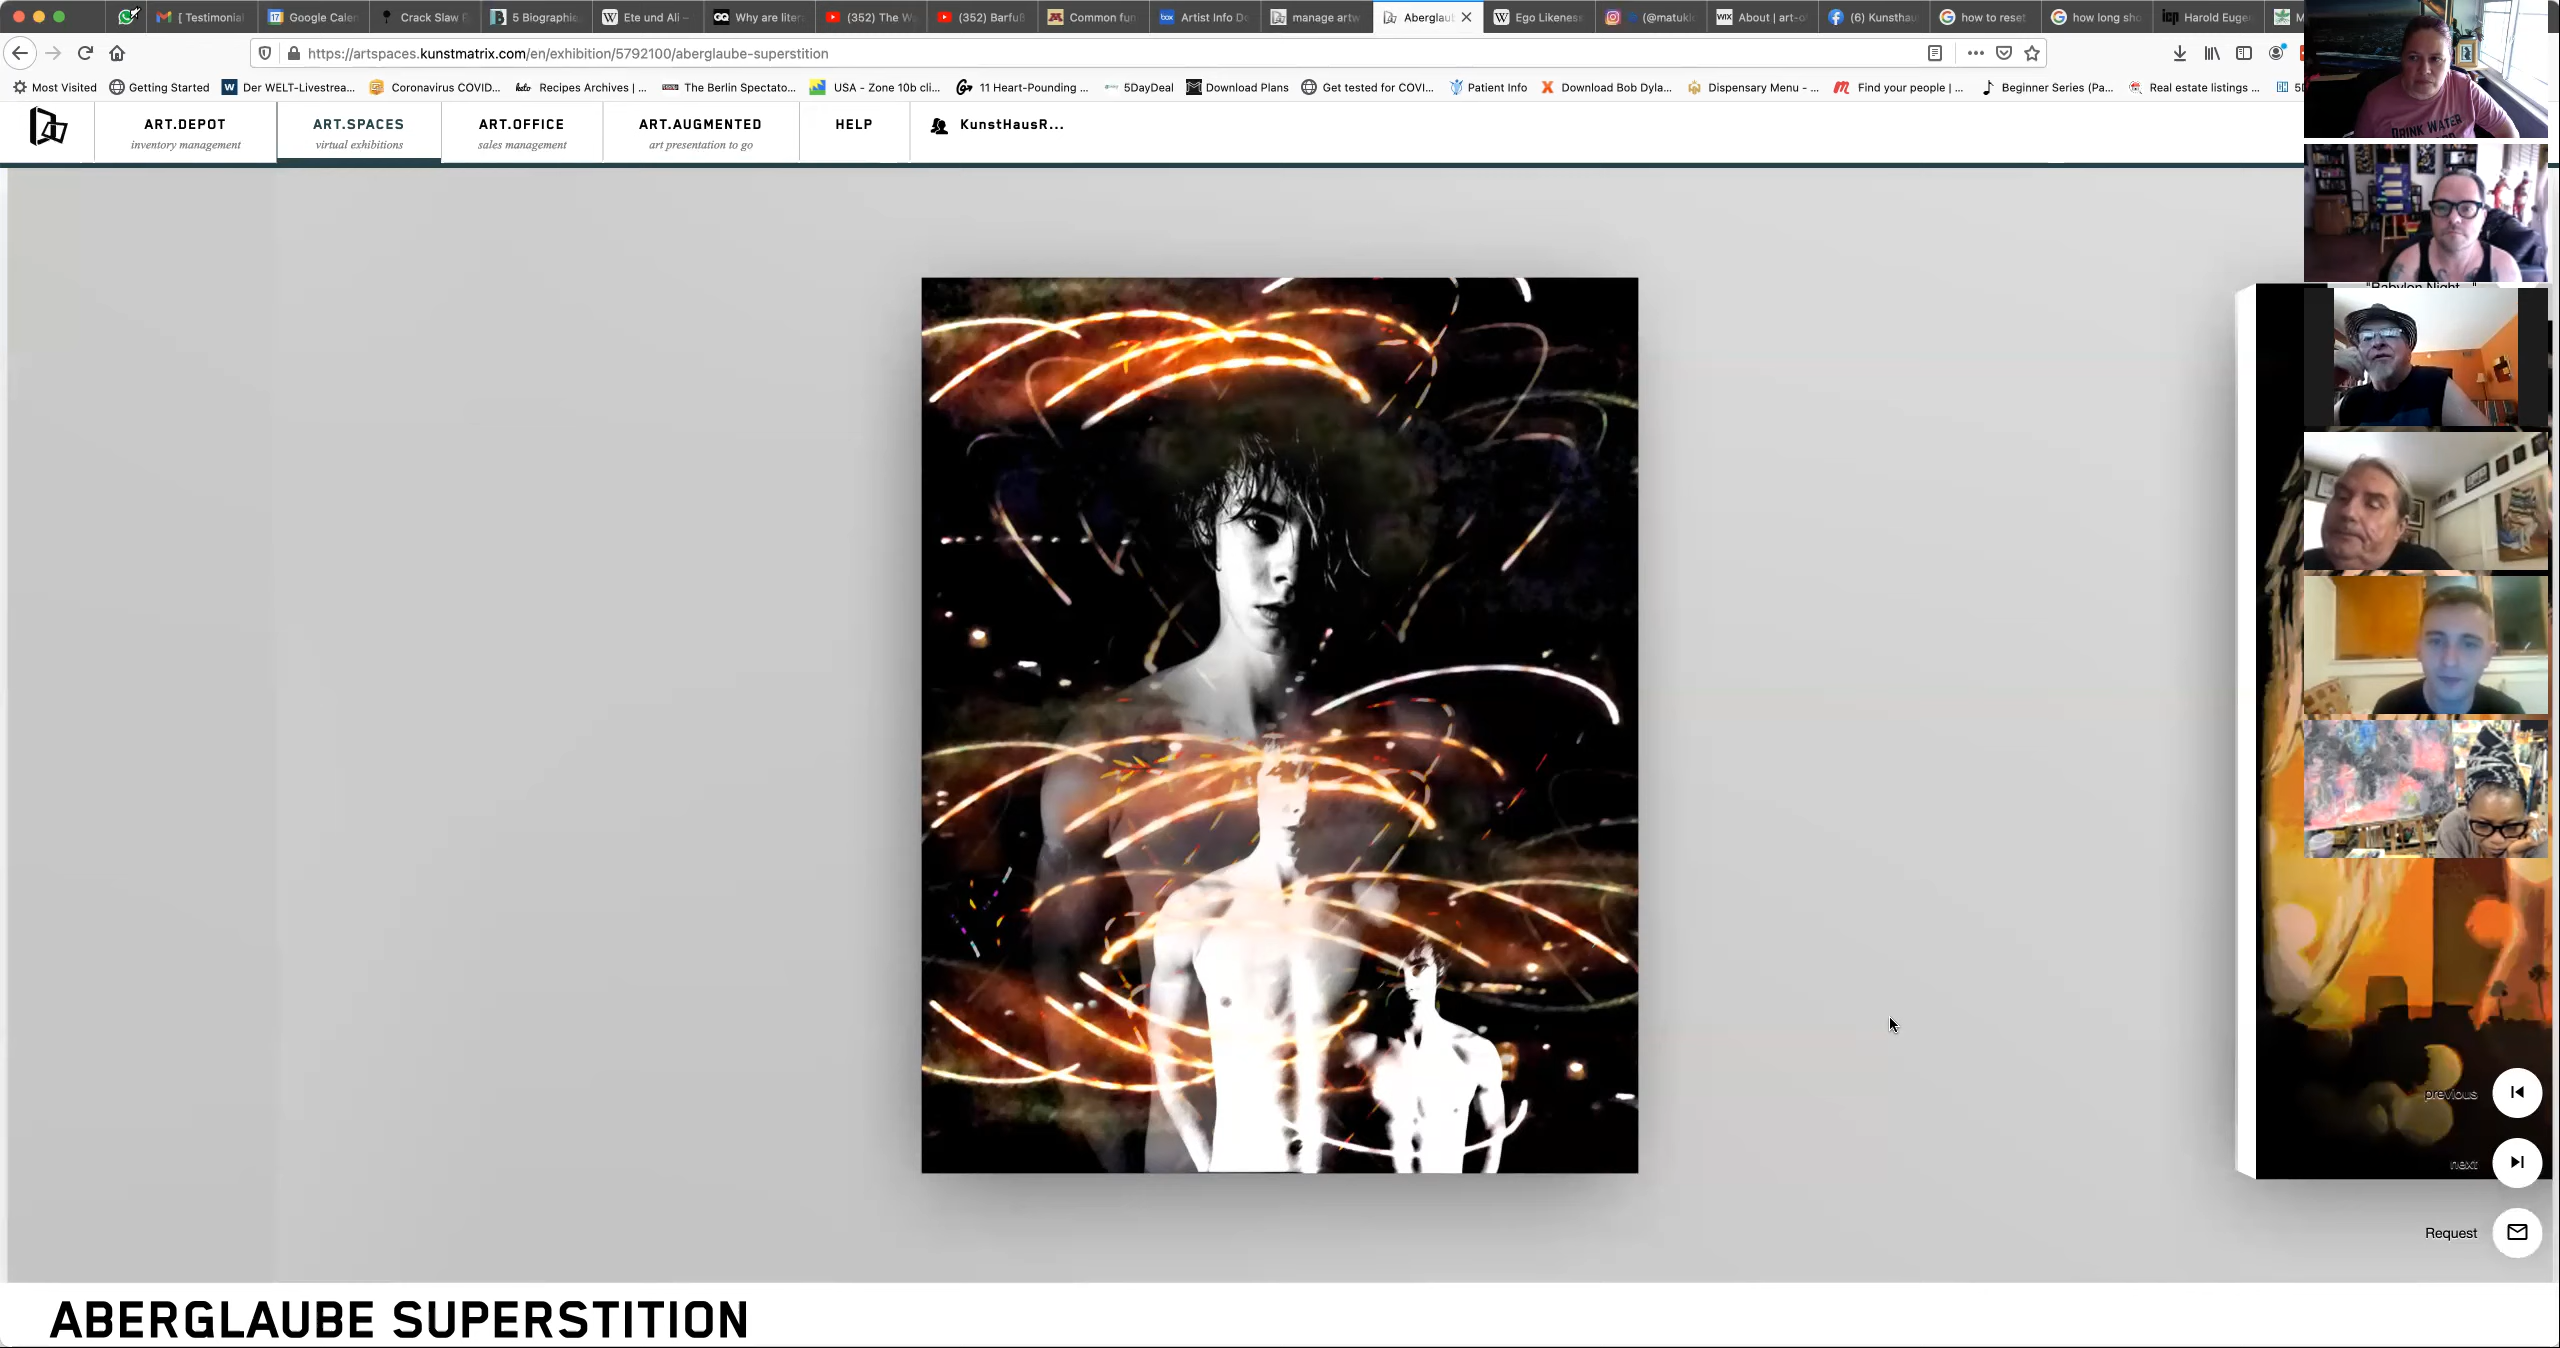 [ Testimonia
Google Calen
Crack Slaw F
5 Biographie
Ete und Ali –
Why are liter
(352) The W
(352) Barfuß
Common fun
Artist Info De
manage artw
Aberglau
Ego Likeness
(@matuki
About | art-o
(6) Kunsthau
how to reset
how long sho
Harold Euge
https://artspaces.kunstmatrix.com/en/exhibition/5792100/aberglaube-superstition
Most Visited
Getting Started
Der WELT-Livestrea...
Coronavirus COVID...
Recipes Archives | ...
The Berlin Spectato...
USA - Zone 10b cli...
11 Heart-Pounding ...
5DayDeal
Download Plans
Get tested for COVI...
Patient Info
Download Bob Dyla...
Dispensary Menu - ...
Find your people | ...
Beginner Series (Pa...
Real estate listings ...
ART.DEPOT
inventory management
ART.SPACES
virtual exhibitions
ART.OFFICE
sales management
ART.AUGMENTED
art presentation to go
HELP
KunstHausR...
DRINK WATER
"Babylon Night..."
previous
next
Request
ABERGLAUBE SUPERSTITION